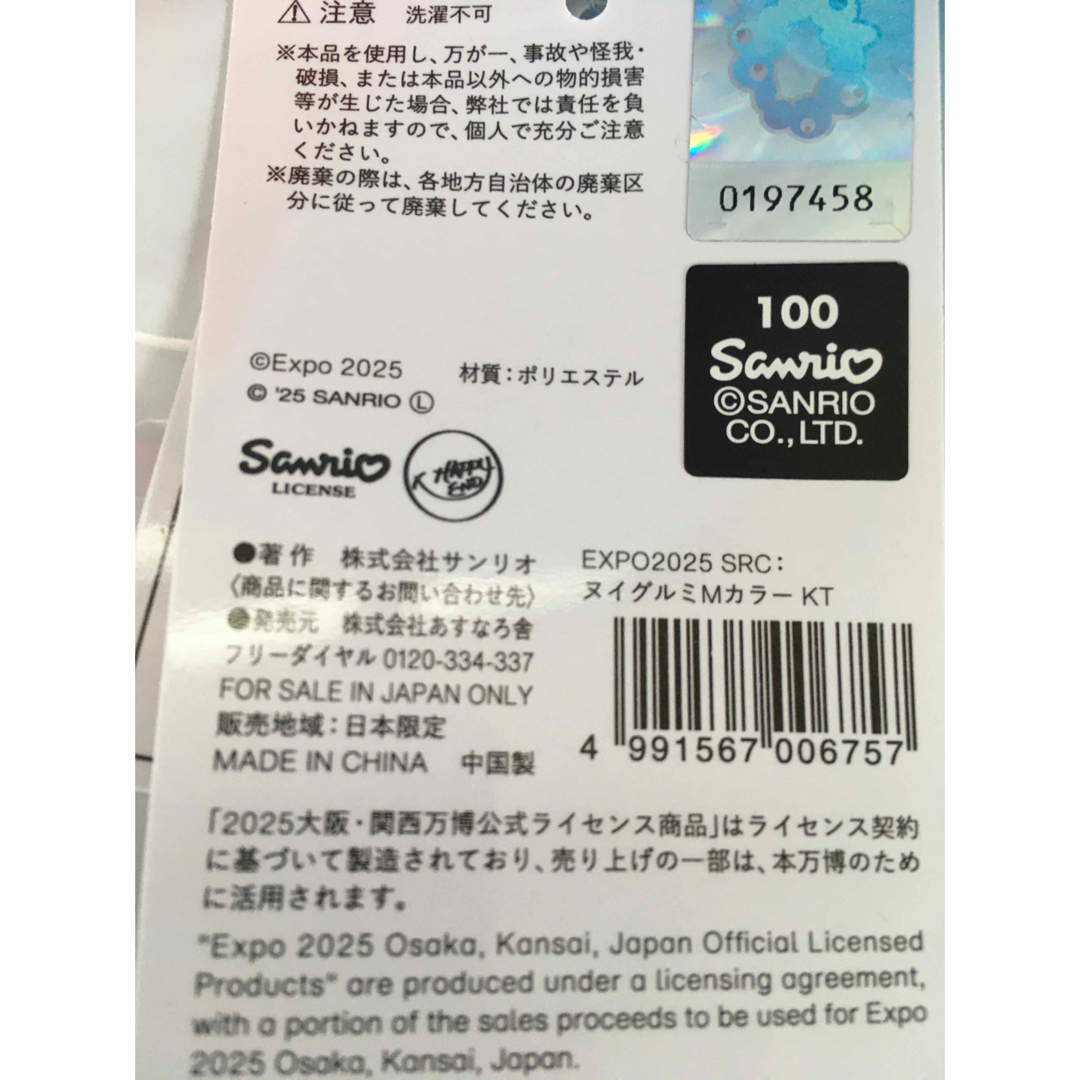 ⚠注意 洗濯不可
※本品を使用し、万が一、事故や怪我・
破損、または本品以外への物的損害
等が生じた場合、弊社では責任を負
いかねますので、個人で充分ご注意
ください。
※廃棄の際は、各地方自治体の廃棄区
分に従って廃棄してください。
0197458
100
Sanrio
©SANRIO
CO., LTD.
©Expo 2025
材質：ポリエステル
© '25 SANRIO Ⓛ
Sanrio
LICENSE
K HAPPY
END
●著作 株式会社サンリオ
〈商品に関するお問い合わせ先〉
●発売元 株式会社あすなろ舎
フリーダイヤル 0120-334-337
FOR SALE IN JAPAN ONLY
販売地域：日本限定
MADE IN CHINA 中国製
EXPO2025 SRC：
ヌイグルミMカラー KT
4 991567 006757
「2025大阪・関西万博公式ライセンス商品」はライセンス契約
に基づいて製造されており、売り上げの一部は、本万博のため
に活用されます。
"Expo 2025 Osaka, Kansai, Japan Official Licensed
Products" are produced under a licensing agreement,
with a portion of the sales proceeds to be used for Expo
2025 Osaka, Kansai, Japan.